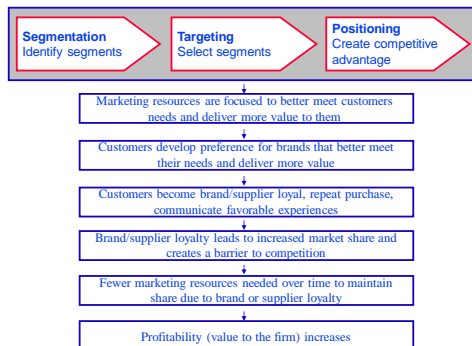 Segmentation
Identify segments
Targeting
Select segments
Positioning
Create competitive
advantage
Marketing resources are focused to better meet customers
needs and deliver more value to them
Customers develop preference for brands that better meet
their needs and deliver more value
Customers become brand/supplier loyal, repeat purchase,
communicate favorable experiences
Brand/supplier loyalty leads to increased market share and
creates a barrier to competition
Fewer marketing resources needed over time to maintain
share due to brand or supplier loyalty
Profitability (value to the firm) increases